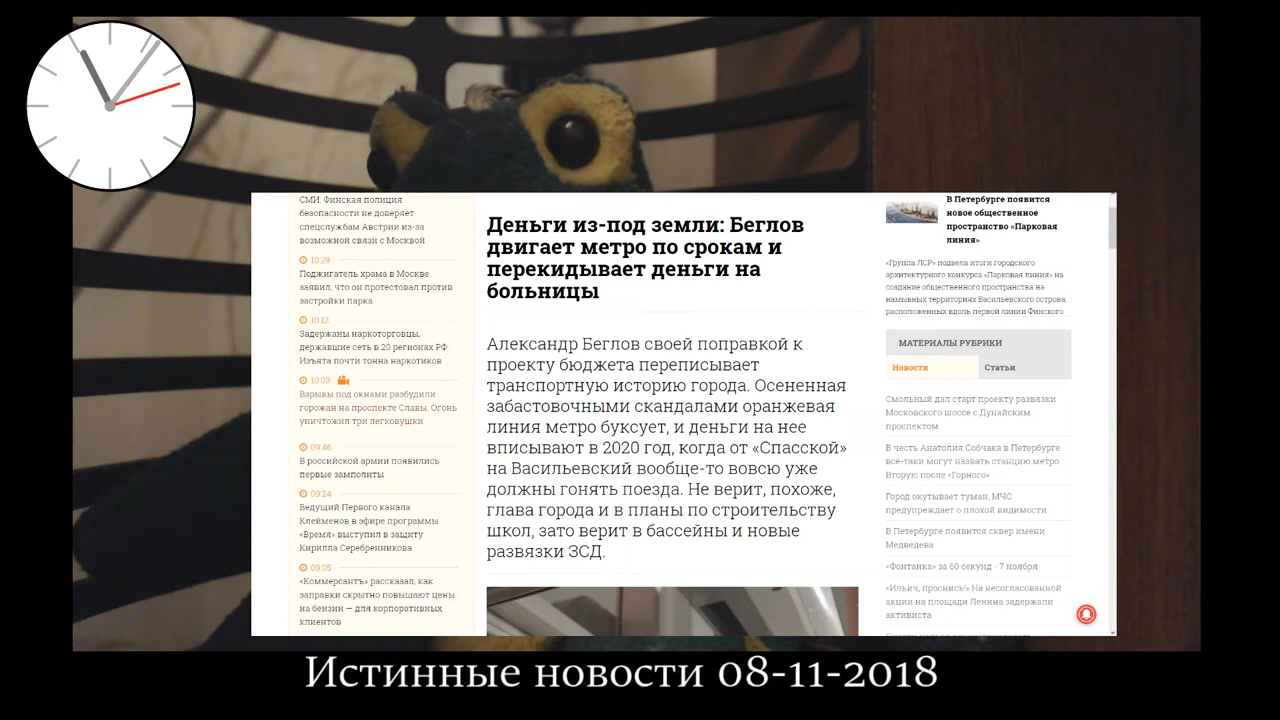 СМИ: Финская полиция
безопасности не доверяет
спецслужбам Австрии из-за
возможной связи с Москвой
10:29
Поджигатель храма в Москве
заявил, что он протестовал против
застройки парка
10:12
Задержаны наркоторговцы,
державшие сеть в 20 регионах РФ.
Изъята почти тонна наркотиков
10:03
Взрывы под окнами разбудили
горожан на проспекте Славы. Огонь
уничтожил три легковушки
09:46
В российской армии появились
первые замполиты
09:24
Ведущий Первого канала
Клейменов в эфире программы
«Время» выступил в защиту
Кирилла Серебренникова
09:05
«Коммерсантъ» рассказал, как
заправки скрытно повышают цены
на бензин — для корпоративных
клиентов
Деньги из-под земли: Беглов
двигает метро по срокам и
перекидывает деньги на
больницы
Александр Беглов своей поправкой к
проекту бюджета переписывает
транспортную историю города. Осененная
забастовочными скандалами оранжевая
линия метро буксует, и деньги на нее
вписывают в 2020 год, когда от «Спасской»
на Васильевский вообще-то вовсю уже
должны гонять поезда. Не верит, похоже,
глава города и в планы по строительству
школ, зато верит в бассейны и новые
развязки ЗСД.
В Петербурге появится
новое общественное
пространство «Парковая
линия»
«Группа ЛСР» подвела итоги городского
архитектурного конкурса «Парковая линия» на
создание общественного пространства на
намывных территориях Васильевского острова,
расположенных вдоль первой линии Финского
МАТЕРИАЛЫ РУБРИКИ
Новости Статьи
Смольный дал старт проекту развязки
Московского шоссе с Дунайским
проспектом
В честь Анатолия Собчака в Петербурге
всё-таки могут назвать станцию метро
Вторую после «Горного»
Город окутывает туман, МЧС
предупреждает о плохой видимости
В Петербурге появится сквер имени
Медведева
«Фонтанка» за 60 секунд - 7 ноября
«Ильич, проснись!» На несогласованной
акции на площади Ленина задержали
активиста
Истинные новости 08-11-2018